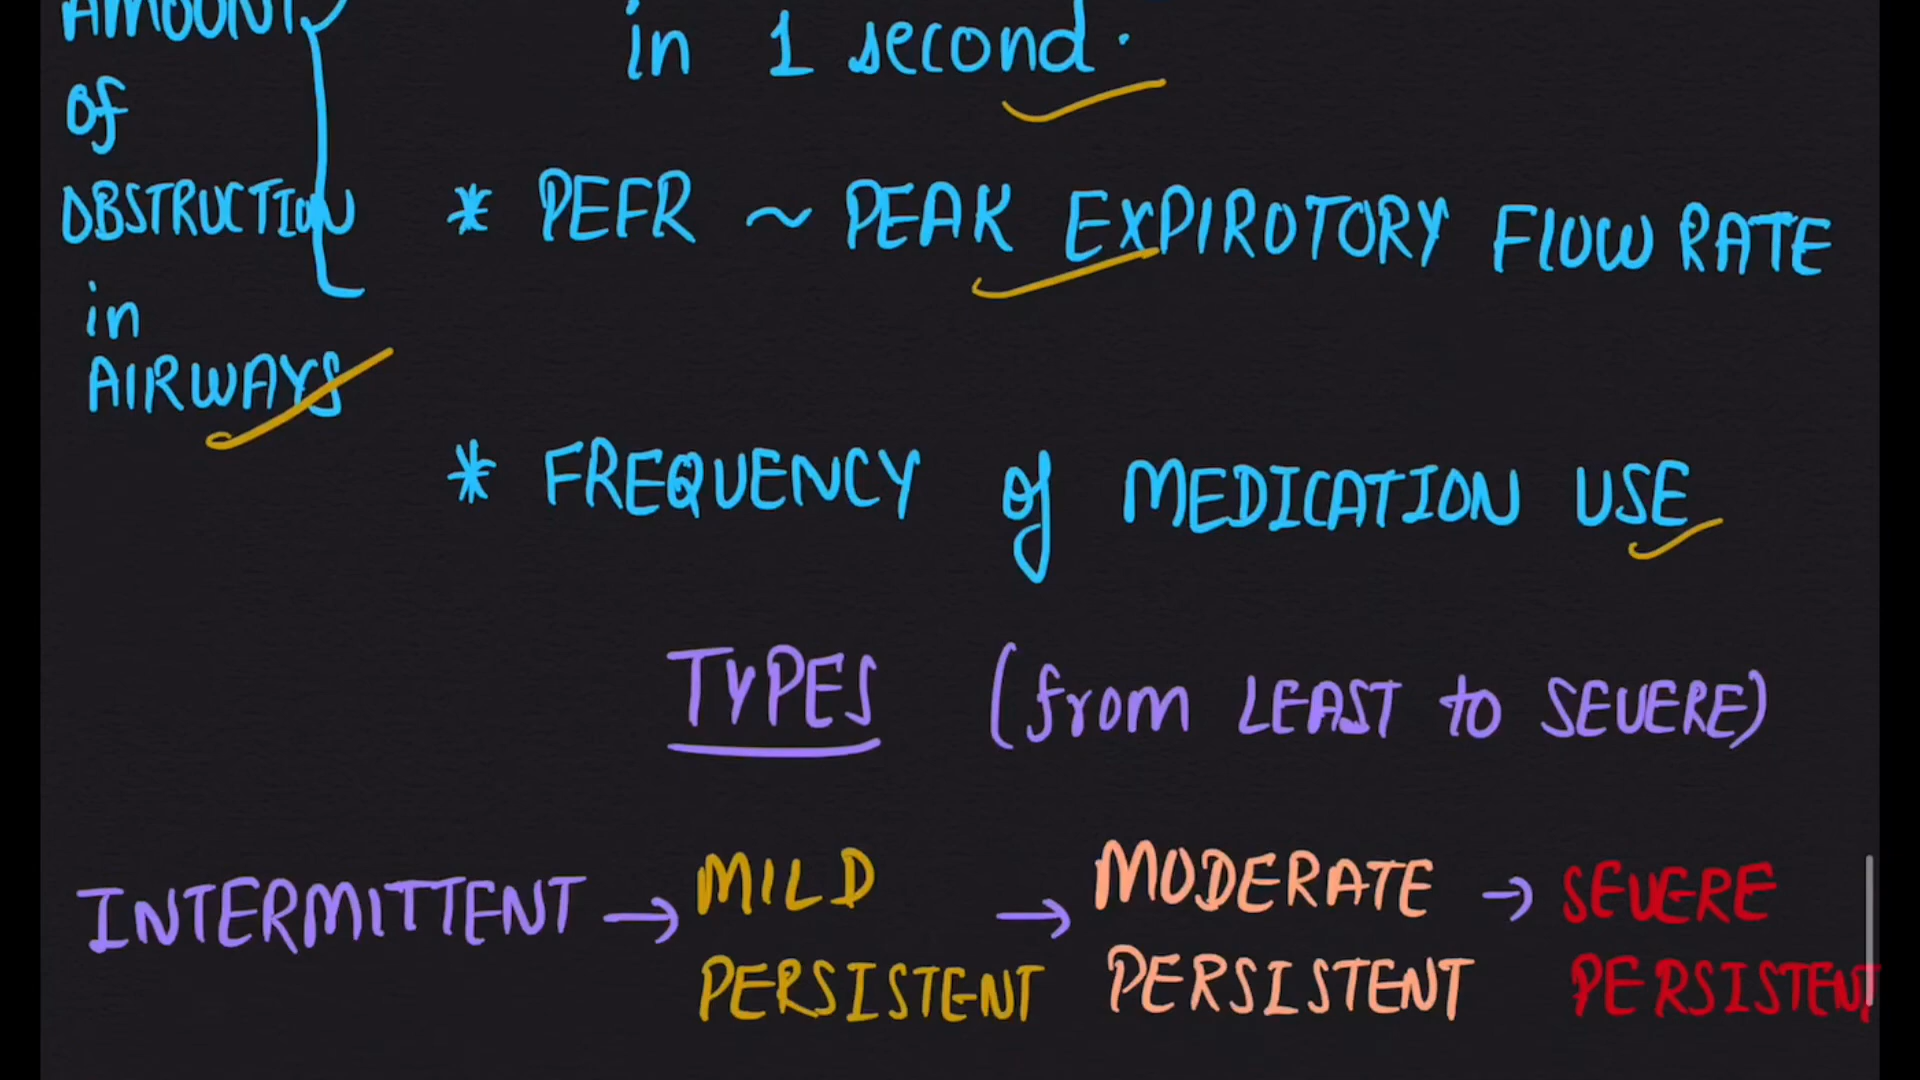 AMOUNT
of
OBSTRUCTION
in
AIRWAYS
in 1 second.
* PEFR ~ PEAK EXPIROTORY FLOW RATE
* FREQUENCY of MEDICATION USE
TYPES (from LEAST to SEVERE)
INTERMITTENT → MILD PERSISTENT → MODERATE PERSISTENT → SEVERE PERSISTENT